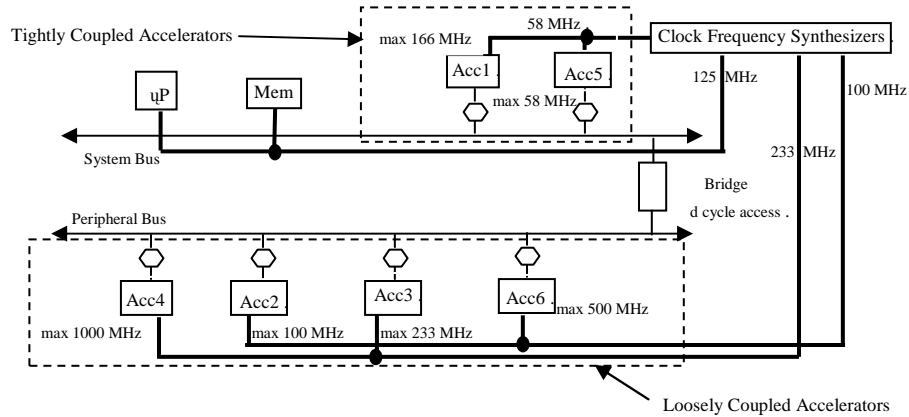 Tightly Coupled Accelerators
max 166 MHz
58 MHz
Clock Frequency Synthesizers .
Acc1 .
Acc5 .
125 MHz
100 MHz
μP
Mem
max 58 MHz
System Bus
233 MHz
Bridge
d cycle access .
Peripheral Bus
Acc4
Acc2 .
Acc3 .
Acc6 .
max 500 MHz
max 1000 MHz
max 100 MHz
max 233 MHz
Loosely Coupled Accelerators